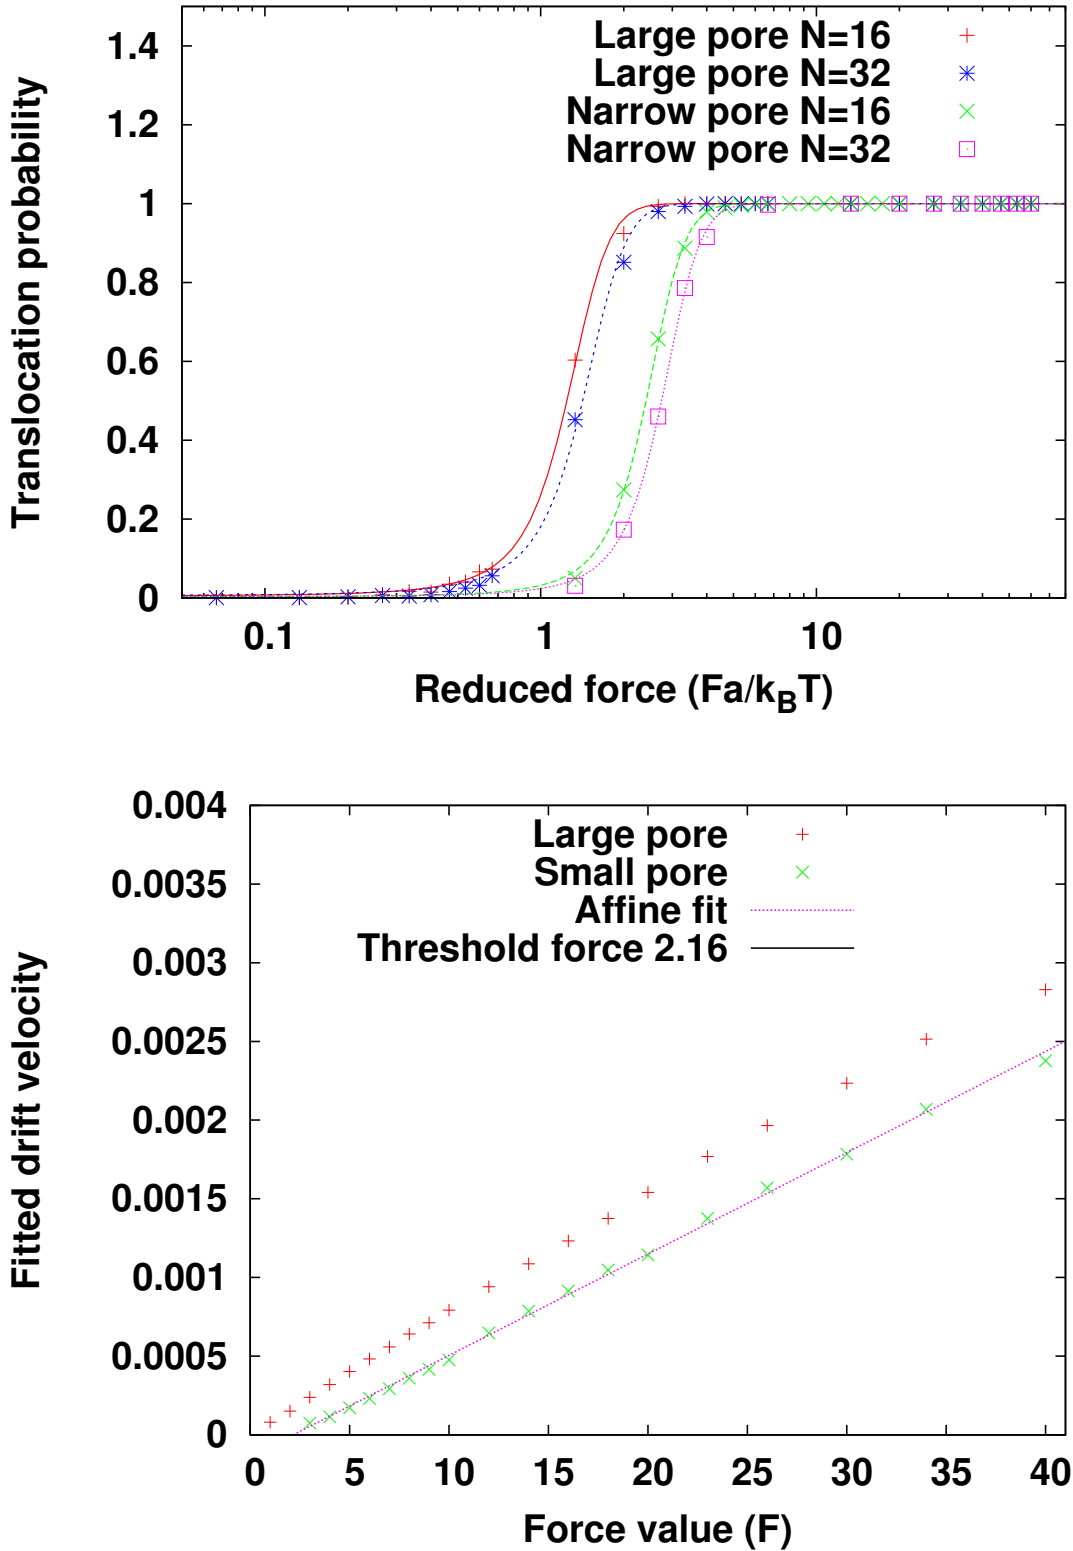 Translocation probability
1.4
1.2
1
0.8
0.6
0.4
0.2
0
Large pore N=16
Large pore N=32
Narrow pore N=16
Narrow pore N=32
0.1
1
10
Reduced force (Fa/k_BT)
Fitted drift velocity
0.004
0.0035
0.003
0.0025
0.002
0.0015
0.001
0.0005
0
Large pore
Small pore
Affine fit
Threshold force 2.16
0 5 10 15 20 25 30 35 40
Force value (F)